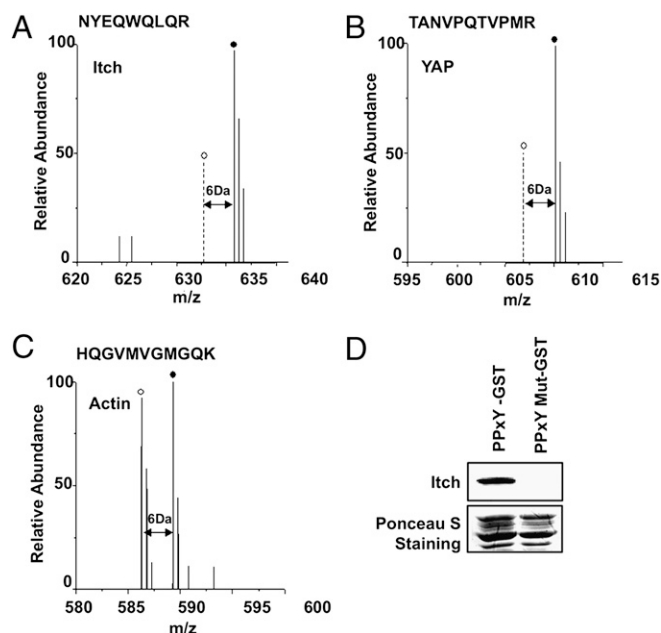 A
NYEQWQLQR
Itch
Relative Abundance
100
50
0
6Da
620 625 630 635 640
m/z
B
TANVPQTVPMR
YAP
Relative Abundance
100
50
0
6Da
595 600 605 610 615
m/z
C
HQGVMVGMGQK
Actin
Relative Abundance
100
50
0
6Da
580 585 590 595 600
m/z
D
PPxY -GST
PPxY Mut-GST
Itch
Ponceau S
Staining